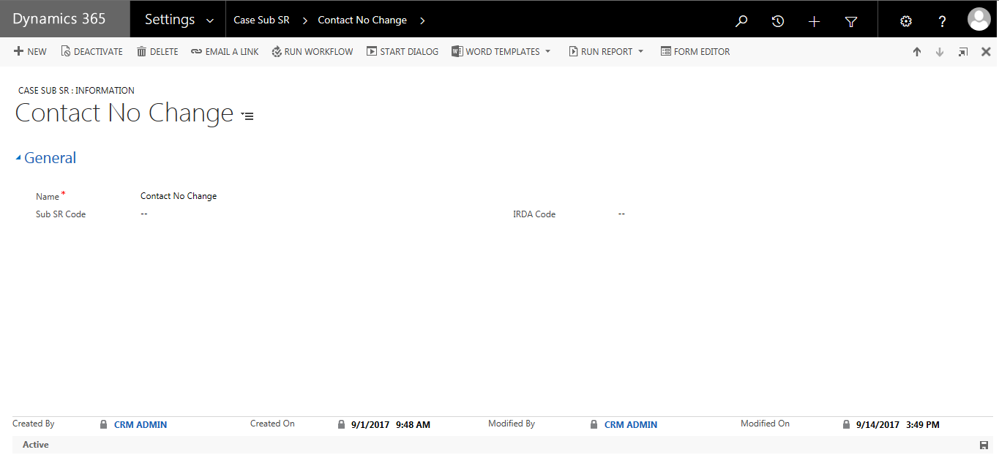 Dynamics 365 Settings Case Sub SR Contact No Change ?
NEW DEACTIVATE DELETE EMAIL A LINK RUN WORKFLOW START DIALOG WORD TEMPLATES RUN REPORT FORM EDITOR
CASE SUB SR : INFORMATION
Contact No Change
General
Name* Contact No Change
Sub SR Code -- IRDA Code --
Created By CRM ADMIN Created On 9/1/2017 9:48 AM Modified By CRM ADMIN Modified On 9/14/2017 3:49 PM
Active